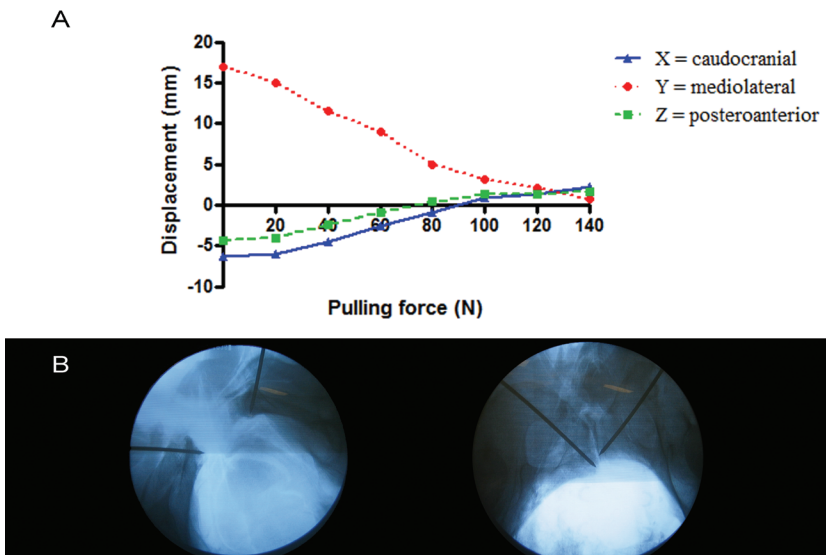 A
20
15
10
5
0
-5
-10
Displacement (mm)
20 40 60 80 100 120 140
Pulling force (N)
X = caudocranial
Y = mediolateral
Z = posteroanterior
B